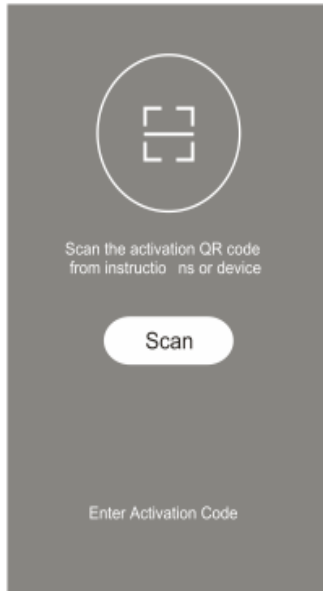 Scan the activation QR code
from instructio ns or device
Scan
Enter Activation Code